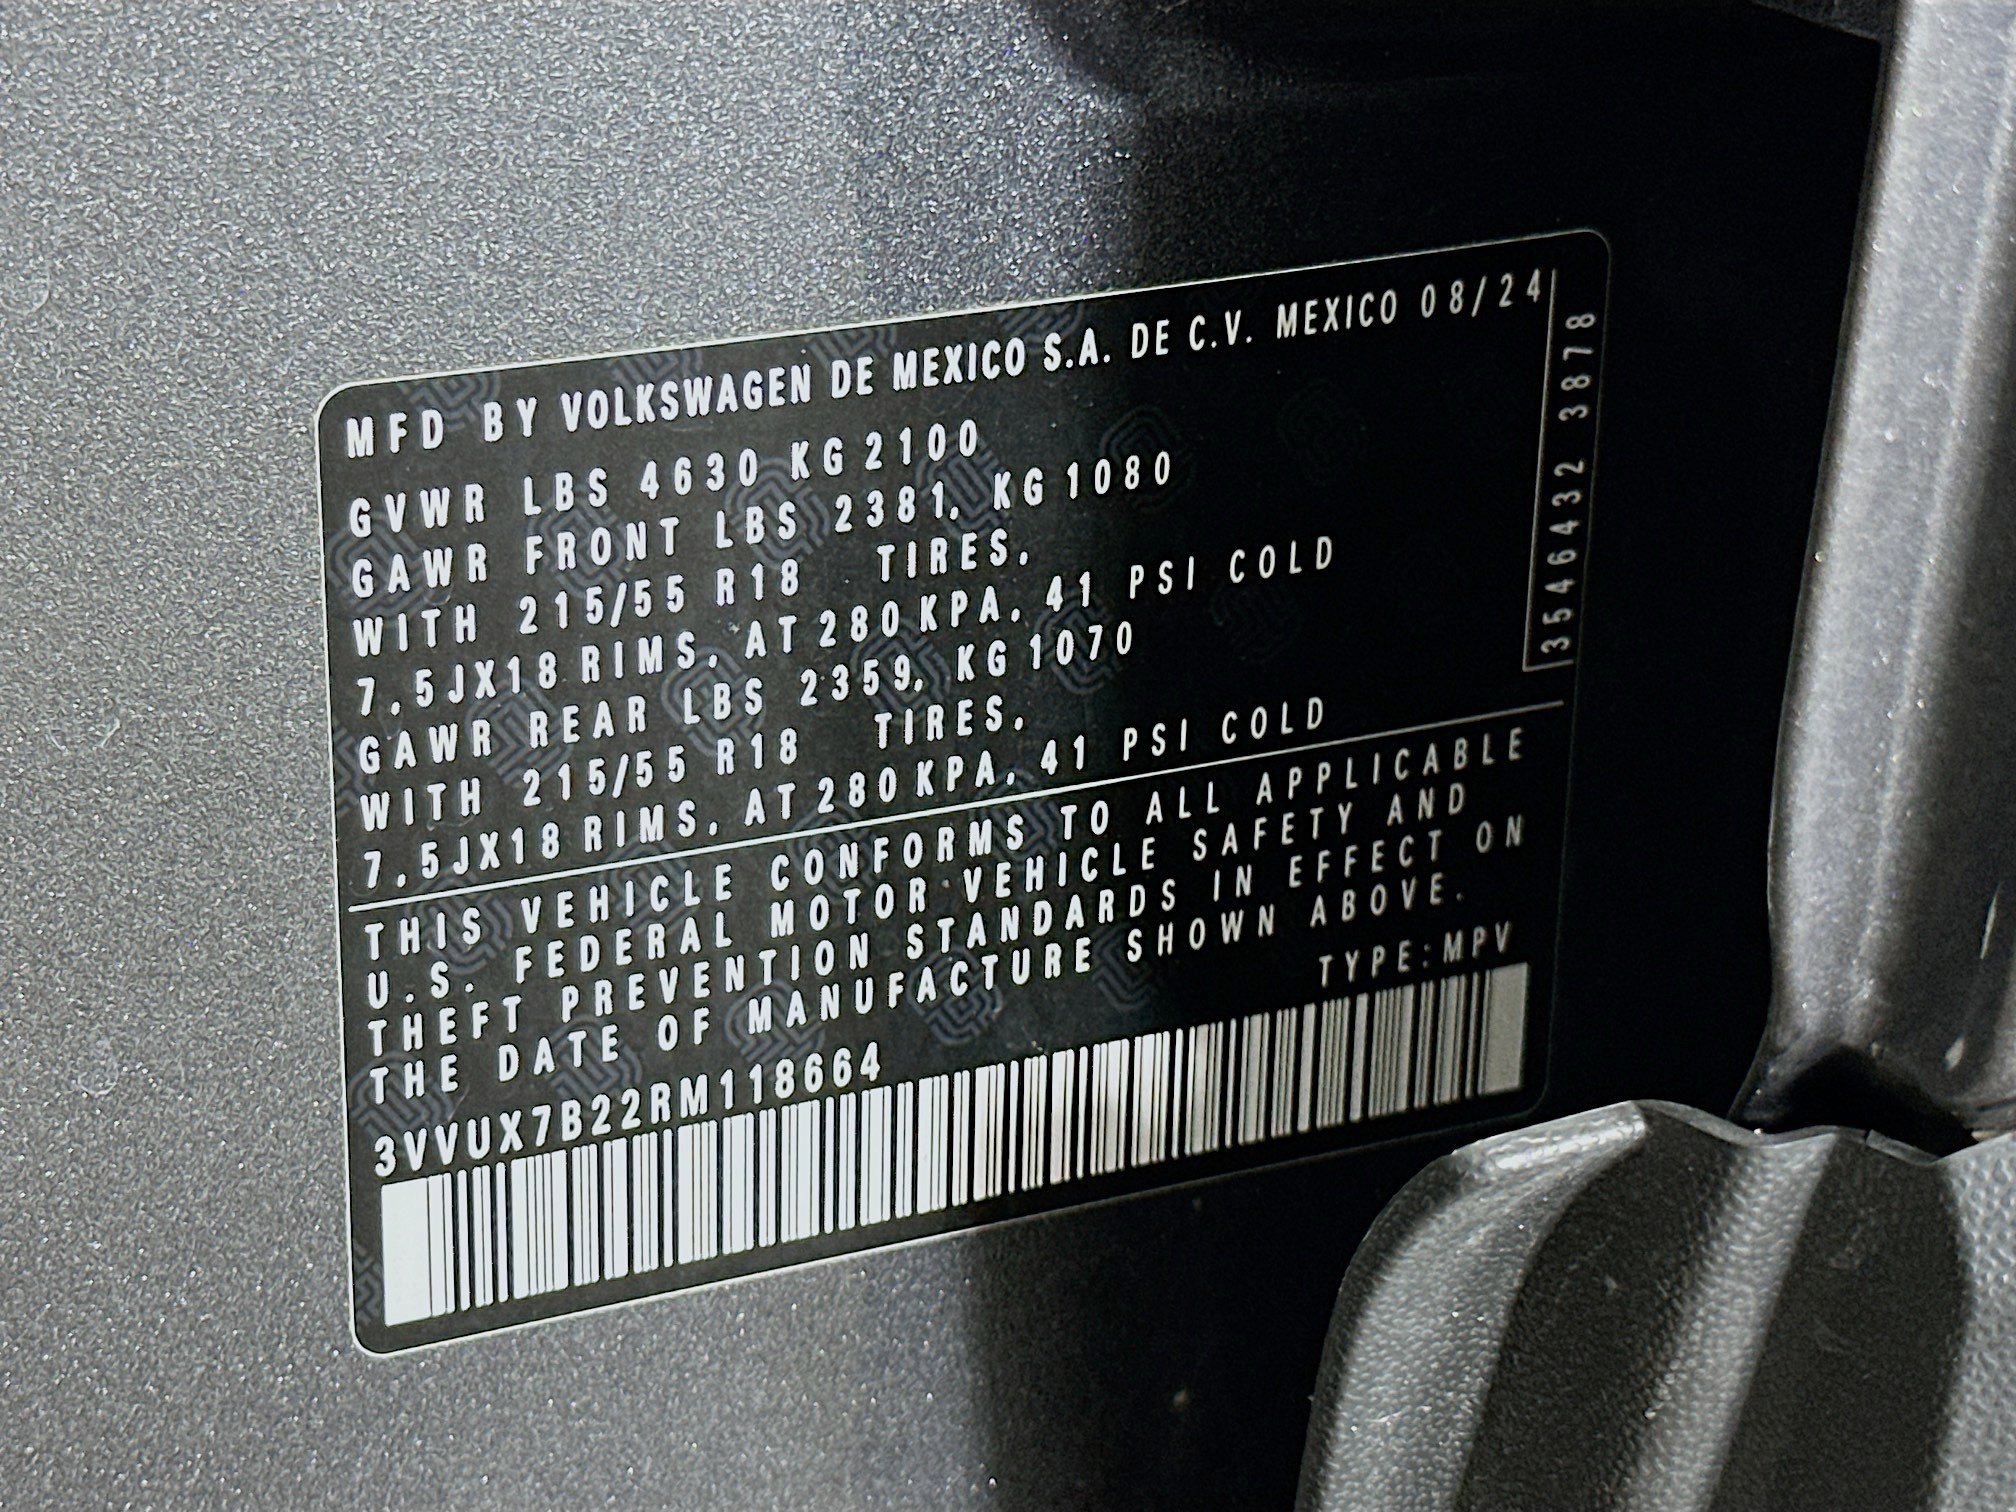 MFD BY VOLKSWAGEN DE MEXICO S.A. DE C.V. MEXICO 08/24
GVWR LBS 4630 KG 2100
GAWR FRONT LBS 2381, KG 1080
WITH 215/55 R18 TIRES,
7,5JX18 RIMS, AT 280 KPA, 41 PSI COLD
GAWR REAR LBS 2359, KG 1070
WITH 215/55 R18 TIRES,
7,5JX18 RIMS, AT 280 KPA, 41 PSI COLD
THIS VEHICLE CONFORMS TO ALL APPLICABLE
U.S. FEDERAL MOTOR VEHICLE SAFETY AND
THEFT PREVENTION STANDARDS IN EFFECT ON
THE DATE OF MANUFACTURE SHOWN ABOVE.
TYPE:MPV
3VVUX7B22RM118664
3546432 3878